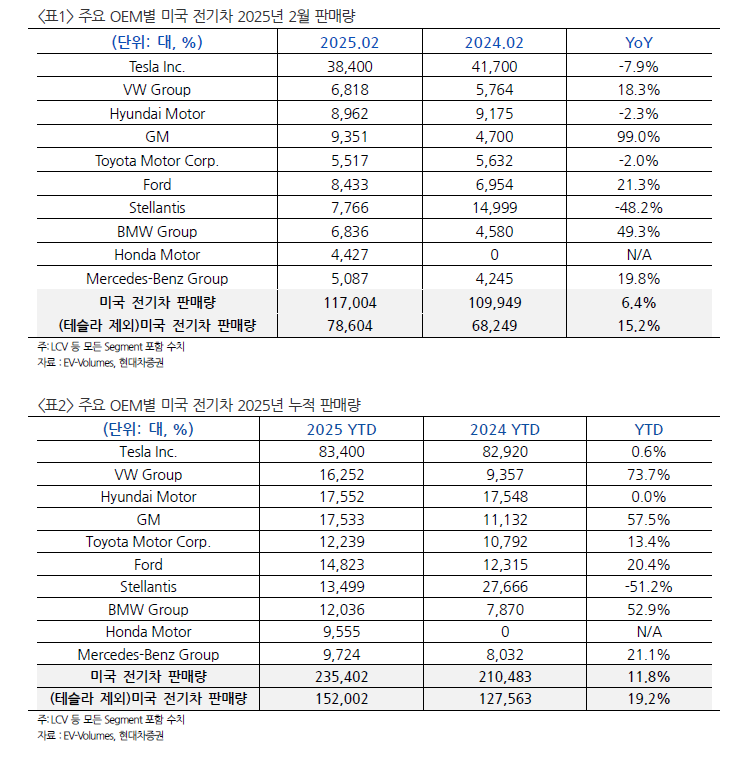 <표1> 주요 OEM별 미국 전기차 2025년 2월 판매량
(단위: 대, %) 2025.02 2024.02 YoY
Tesla Inc. 38,400 41,700 -7.9%
VW Group 6,818 5,764 18.3%
Hyundai Motor 8,962 9,175 -2.3%
GM 9,351 4,700 99.0%
Toyota Motor Corp. 5,517 5,632 -2.0%
Ford 8,433 6,954 21.3%
Stellantis 7,766 14,999 -48.2%
BMW Group 6,836 4,580 49.3%
Honda Motor 4,427 0 N/A
Mercedes-Benz Group 5,087 4,245 19.8%
미국 전기차 판매량 117,004 109,949 6.4%
(테슬라 제외)미국 전기차 판매량 78,604 68,249 15.2%
주: LCV 등 모든 Segment 포함 수치
자료 : EV-Volumes, 현대차증권
<표2> 주요 OEM별 미국 전기차 2025년 누적 판매량
(단위: 대, %) 2025 YTD 2024 YTD YTD
Tesla Inc. 83,400 82,920 0.6%
VW Group 16,252 9,357 73.7%
Hyundai Motor 17,552 17,548 0.0%
GM 17,533 11,132 57.5%
Toyota Motor Corp. 12,239 10,792 13.4%
Ford 14,823 12,315 20.4%
Stellantis 13,499 27,666 -51.2%
BMW Group 12,036 7,870 52.9%
Honda Motor 9,555 0 N/A
Mercedes-Benz Group 9,724 8,032 21.1%
미국 전기차 판매량 235,402 210,483 11.8%
(테슬라 제외)미국 전기차 판매량 152,002 127,563 19.2%
주: LCV 등 모든 Segment 포함 수치
자료 : EV-Volumes, 현대차증권